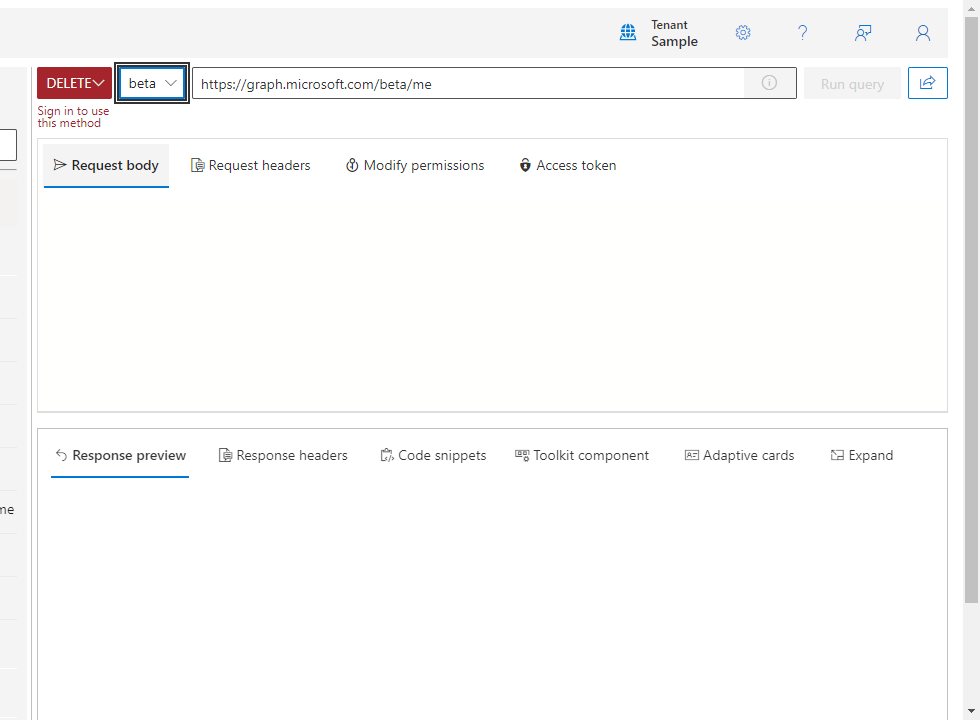 Tenant
Sample
DELETE
beta
https://graph.microsoft.com/beta/me
Run query
Sign in to use
this method
Request body
Request headers
Modify permissions
Access token
Response preview
Response headers
Code snippets
Toolkit component
Adaptive cards
Expand
me